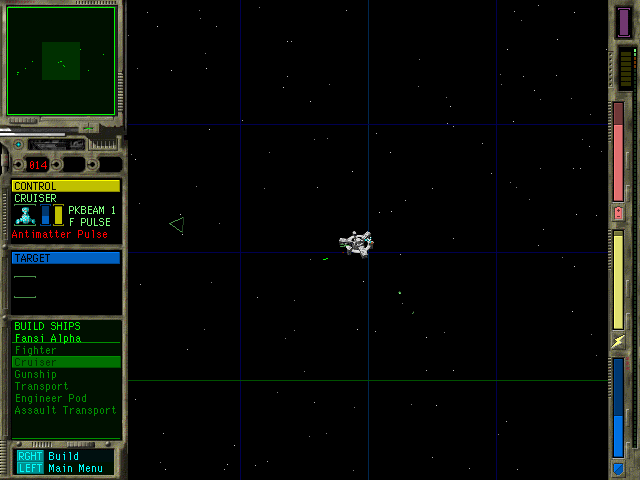 014
CONTROL
CRUISER
PKBEAM 1
F PULSE
Antimatter Pulse
TARGET
BUILD SHIPS
Fansi Alpha
Fighter
Cruiser
Gunship
Transport
Engineer Pod
Assault Transport
RGHT Build
LEFT Main Menu